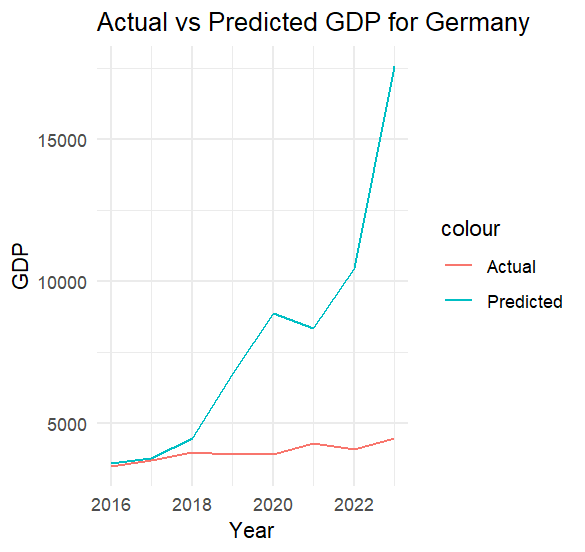 Actual vs Predicted GDP for Germany
15000
10000
5000
GDP
2016 2018 2020 2022
Year
colour
Actual
Predicted